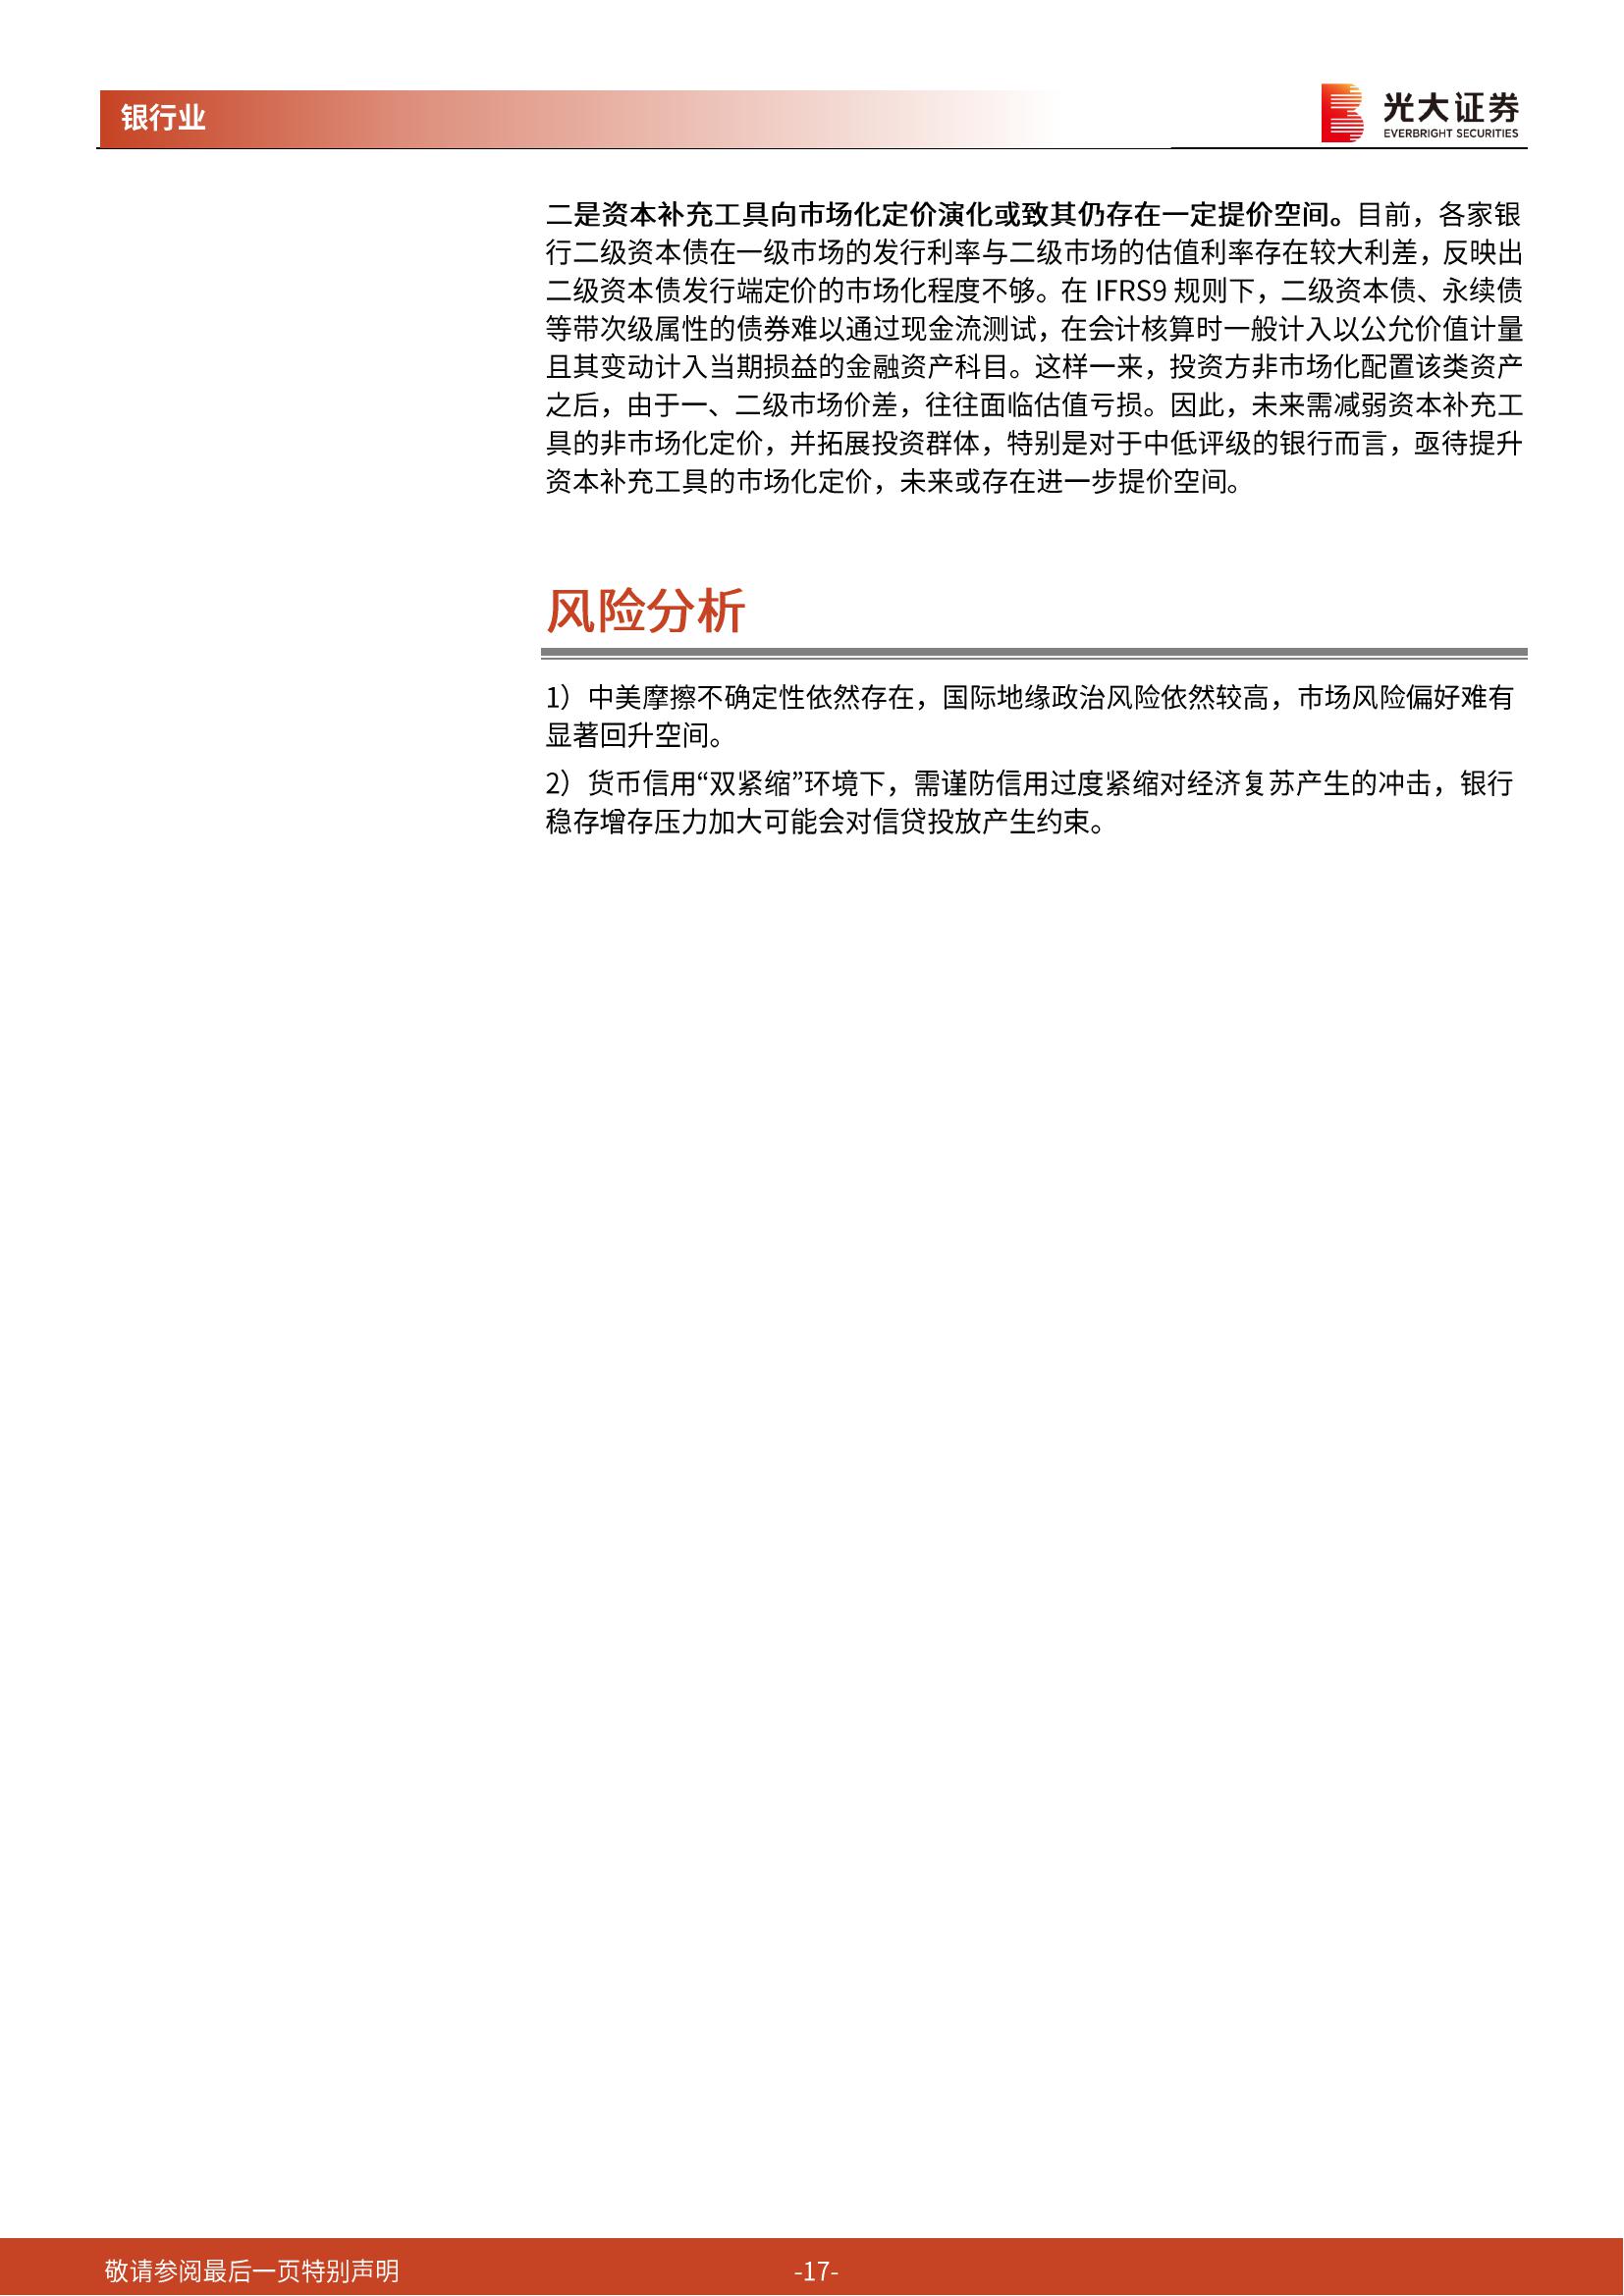 银行业
光大证券
EVERBRIGHT SECURITIES
二是资本补充工具向市场化定价演化或致其仍存在一定提价空间。目前，各家银
行二级资本债在一级市场的发行利率与二级市场的估值利率存在较大利差，反映出
二级资本债发行端定价的市场化程度不够。在 IFRS9 规则下，二级资本债、永续债
等带次级属性的债券难以通过现金流测试，在会计核算时一般计入以公允价值计量
且其变动计入当期损益的金融资产科目。这样一来，投资方非市场化配置该类资产
之后，由于一、二级市场价差，往往面临估值亏损。因此，未来需减弱资本补充工
具的非市场化定价，并拓展投资群体，特别是对于中低评级的银行而言，亟待提升
资本补充工具的市场化定价，未来或存在进一步提价空间。
风险分析
1）中美摩擦不确定性依然存在，国际地缘政治风险依然较高，市场风险偏好难有
显著回升空间。
2）货币信用“双紧缩”环境下，需谨防信用过度紧缩对经济复苏产生的冲击，银行
稳存增存压力加大可能会对信贷投放产生约束。
敬请参阅最后一页特别声明
-17-